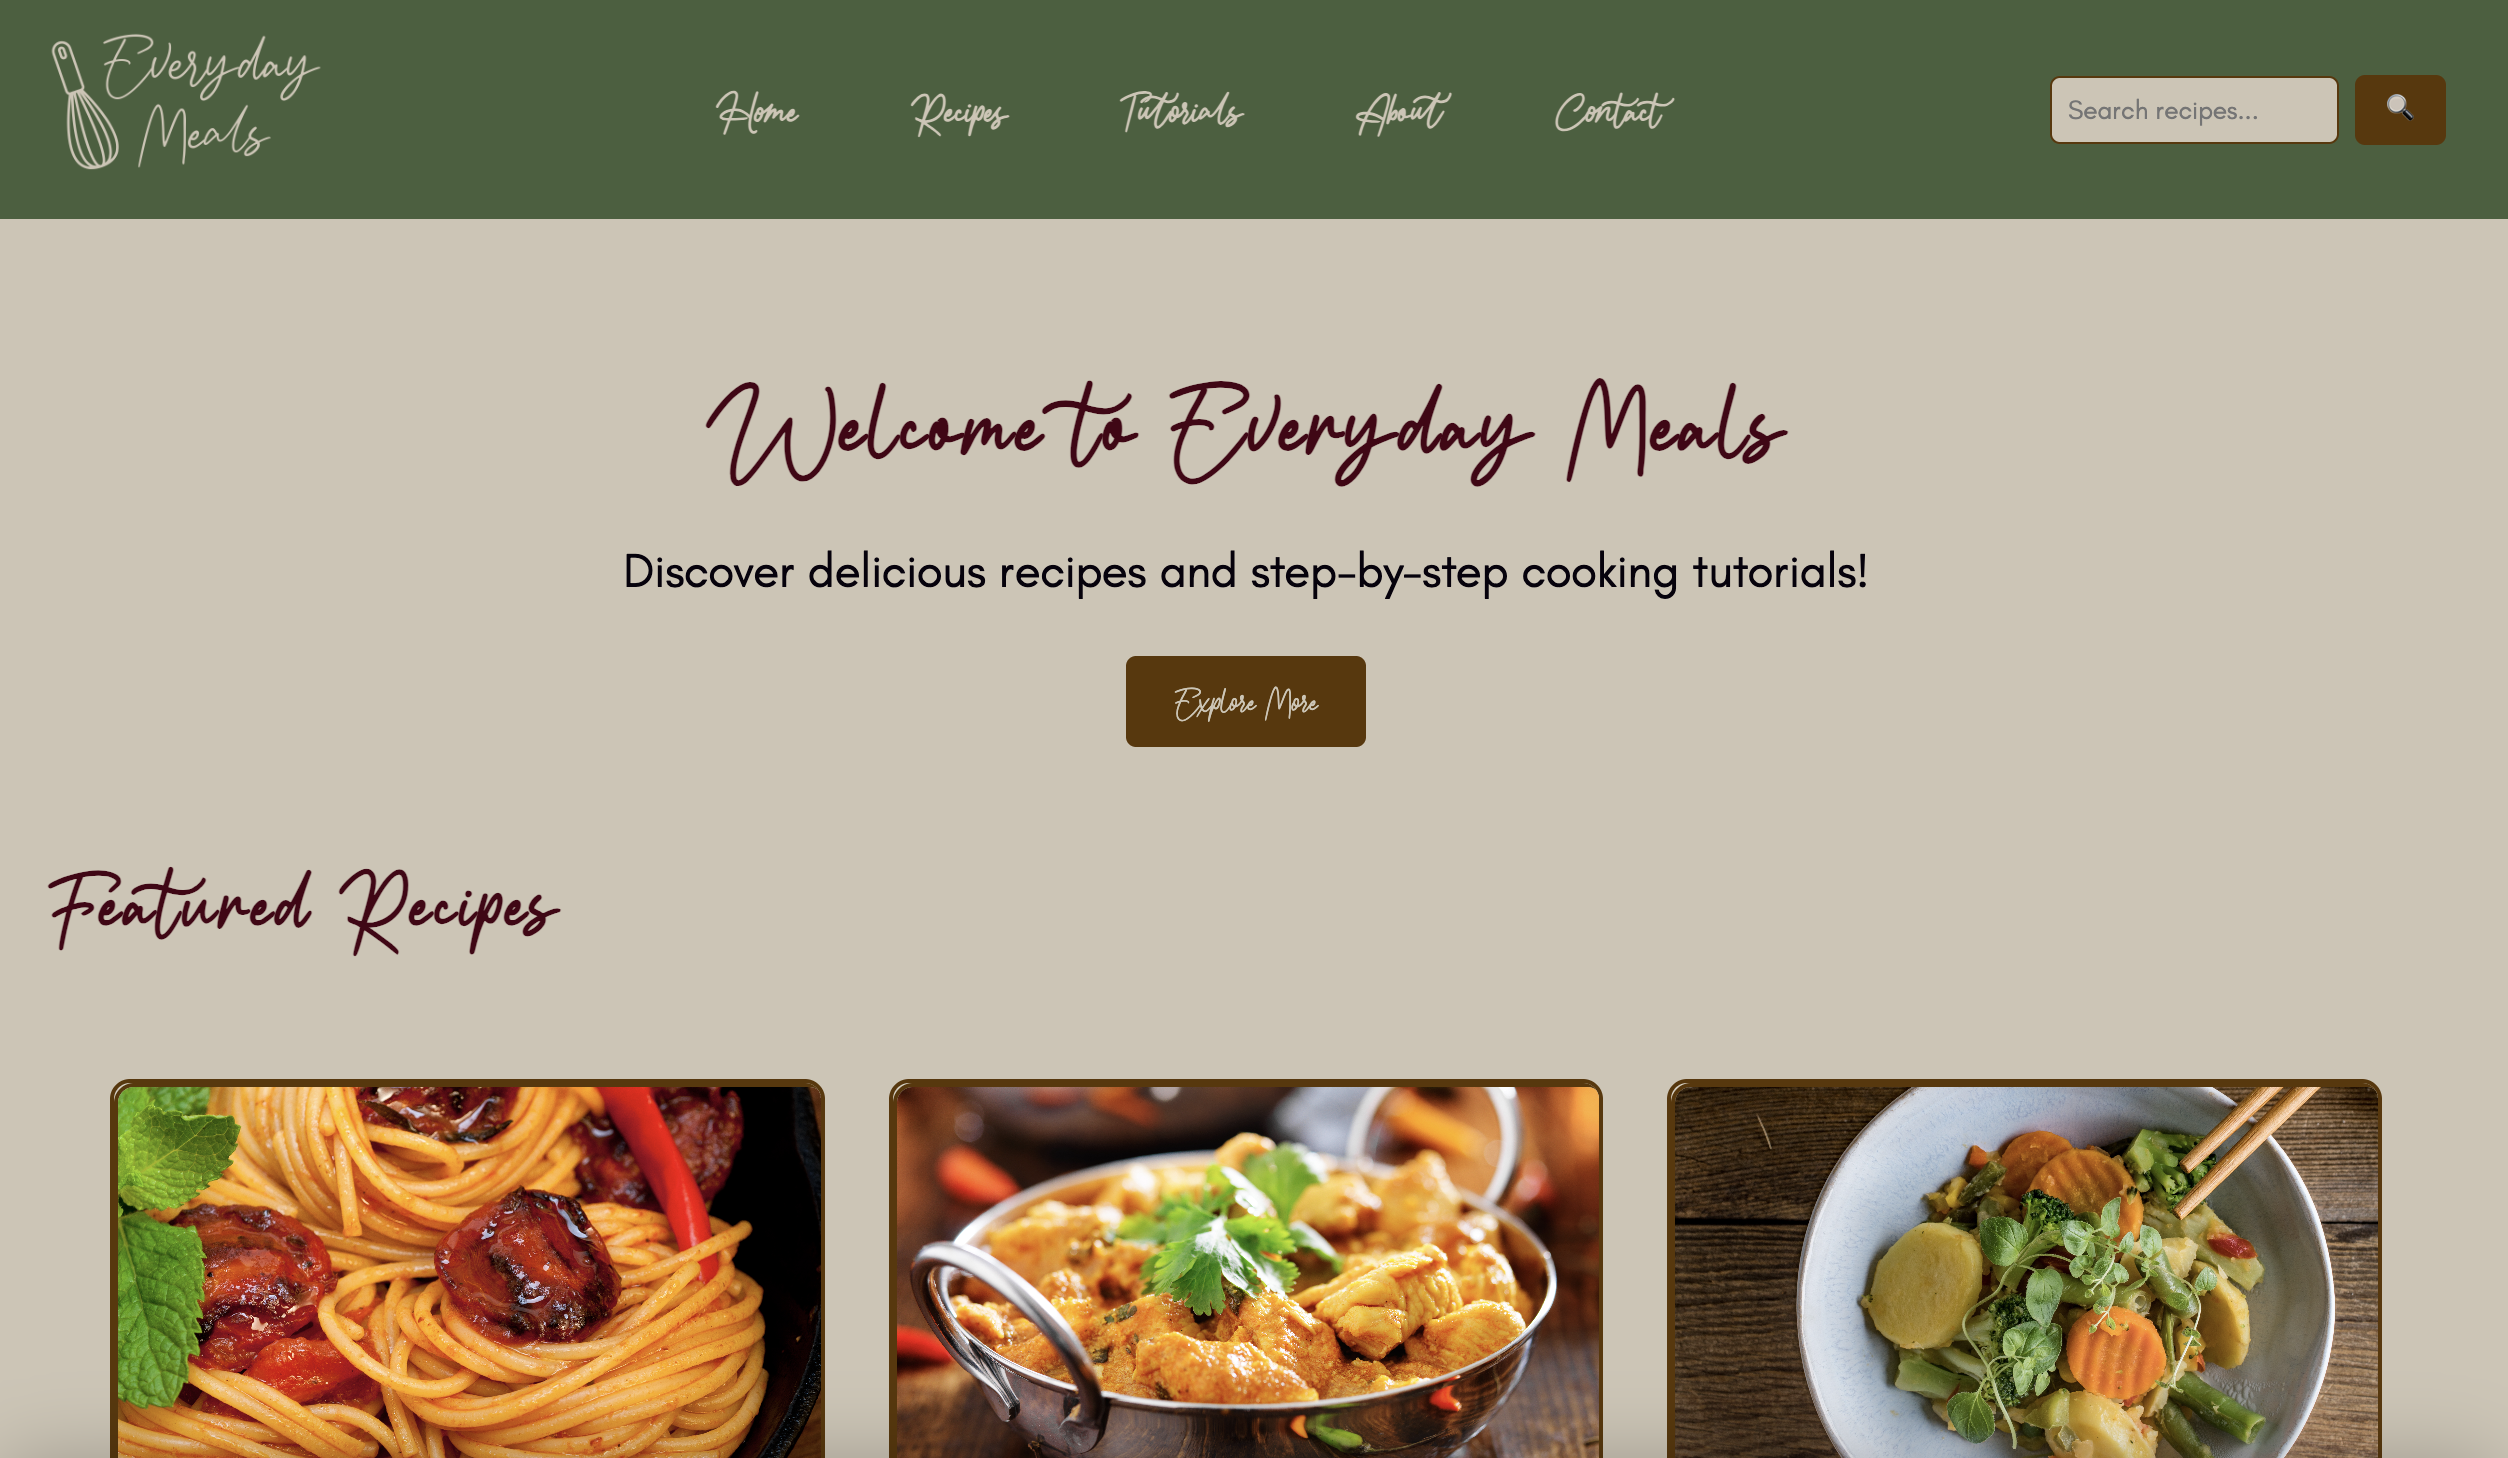 Everyday
Meals
Home
Recipes
Tutorials
About
Contact
Search recipes...
Welcome to Everyday Meals
Discover delicious recipes and step-by-step cooking tutorials!
Explore More
Featured Recipes